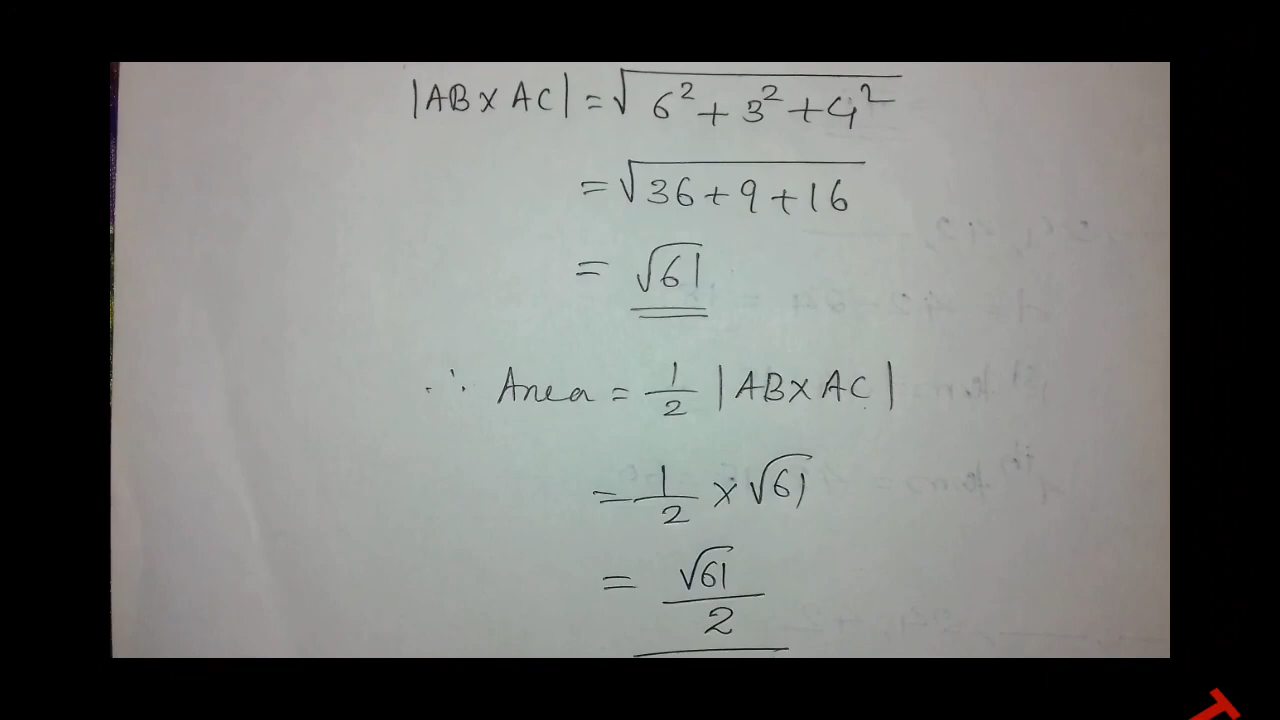 |AB X AC| = √6² + 3² + 4²
= √36 + 9 + 16
= √61
∴ Area = 1/2 |AB X AC|
= 1/2 × √61
= √61/2